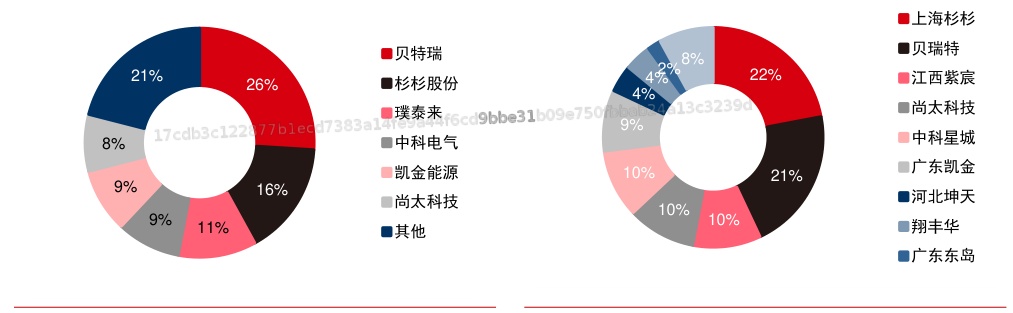 26%
16%
11%
9%
9%
8%
21%
贝特瑞
杉杉股份
璞泰来
中科电气
凯金能源
尚太科技
其他
22%
21%
10%
10%
10%
9%
4%
4%
2%
8%
上海杉杉
贝瑞特
江西紫宸
尚太科技
中科星城
广东凯金
河北坤天
翔丰华
广东东岛